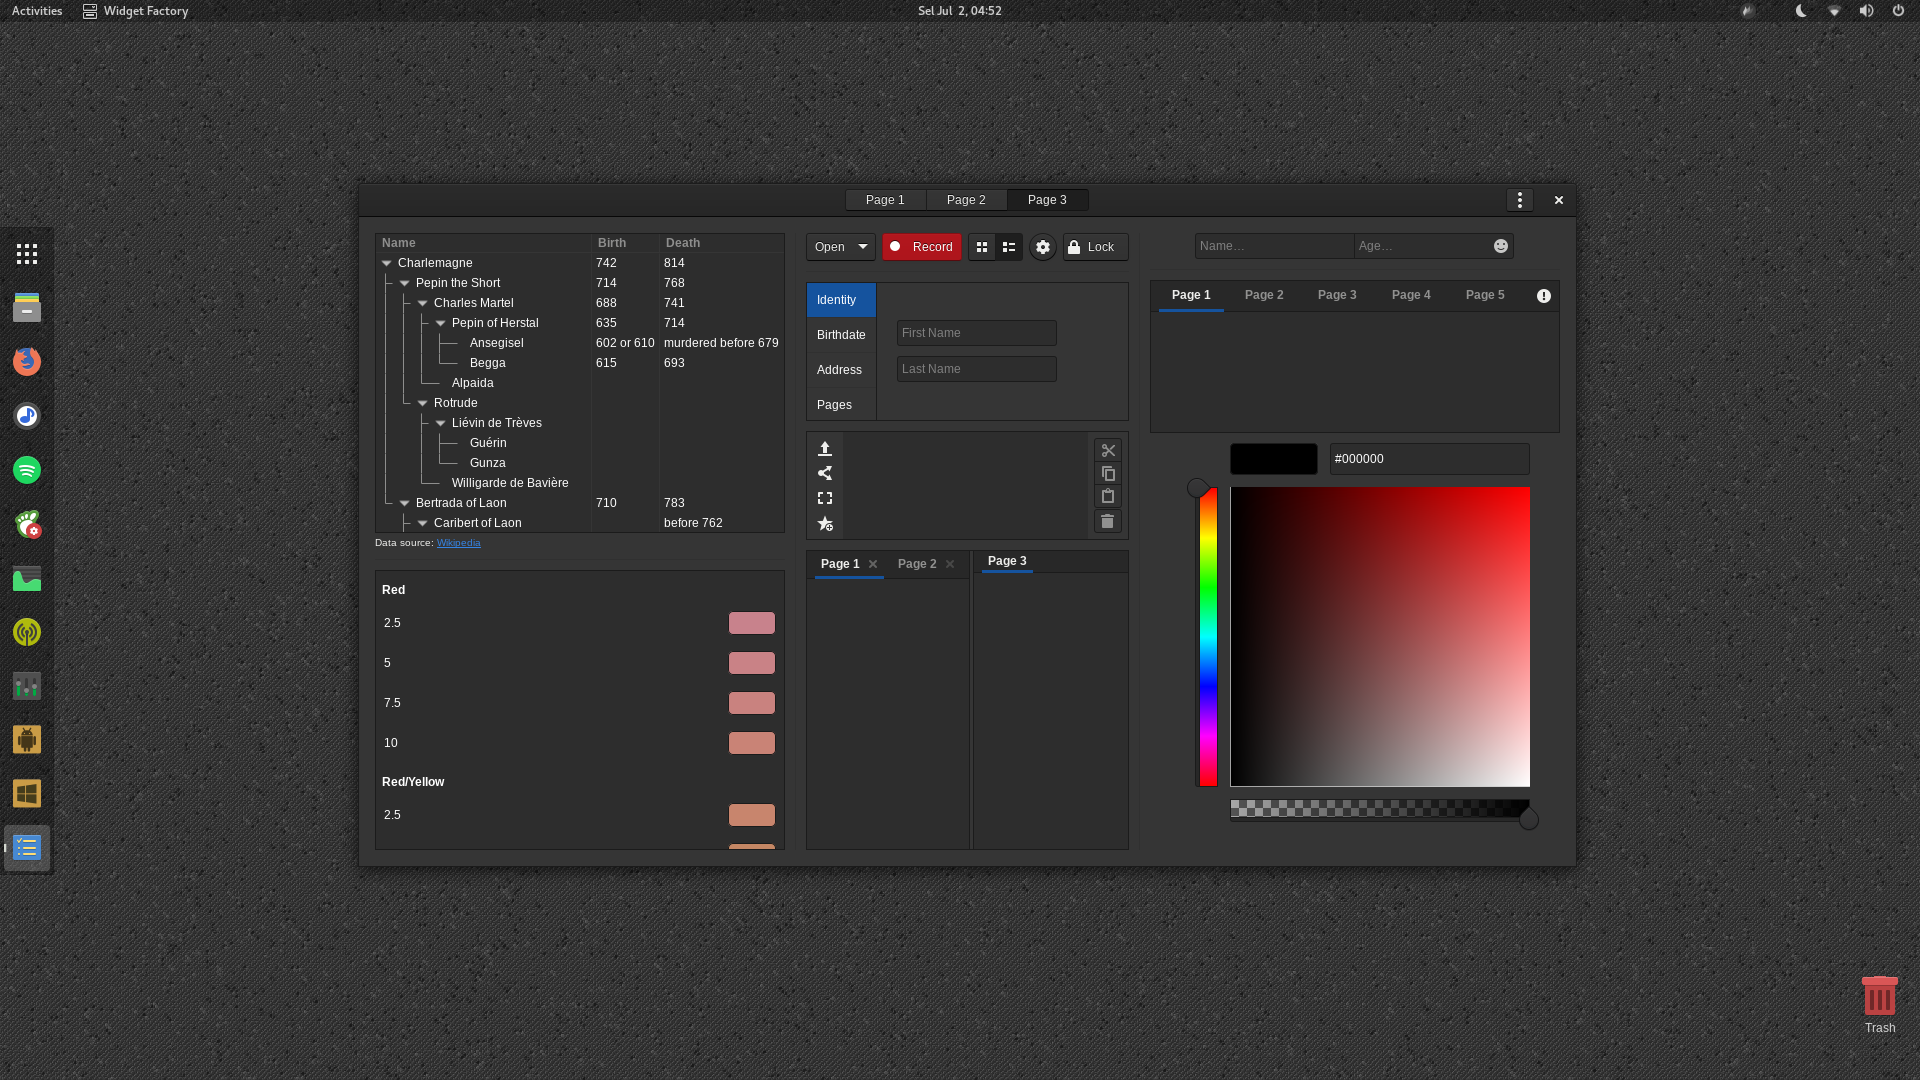 Activities Widget Factory Sel Jul 2, 04:52
Page 1 Page 2 Page 3
Name Birth Death
Charlemagne 742 814
Pepin the Short 714 768
Charles Martel 688 741
Pepin of Herstal 635 714
Ansegisel 602 or 610 murdered before 679
Begga 615 693
Alpaida
Rotrude
Liévin de Trèves
Guérin
Gunza
Willigarde de Bavière
Bertrada of Laon 710 783
Caribert of Laon before 762
Data source: Wikipedia
Red
2.5
5
7.5
10
Red/Yellow
2.5
Open Record Lock
Identity
Birthdate
Address
Pages
First Name
Last Name
Page 1 Page 2 Page 3
Name… Age…
Page 1 Page 2 Page 3 Page 4 Page 5
#000000
Trash